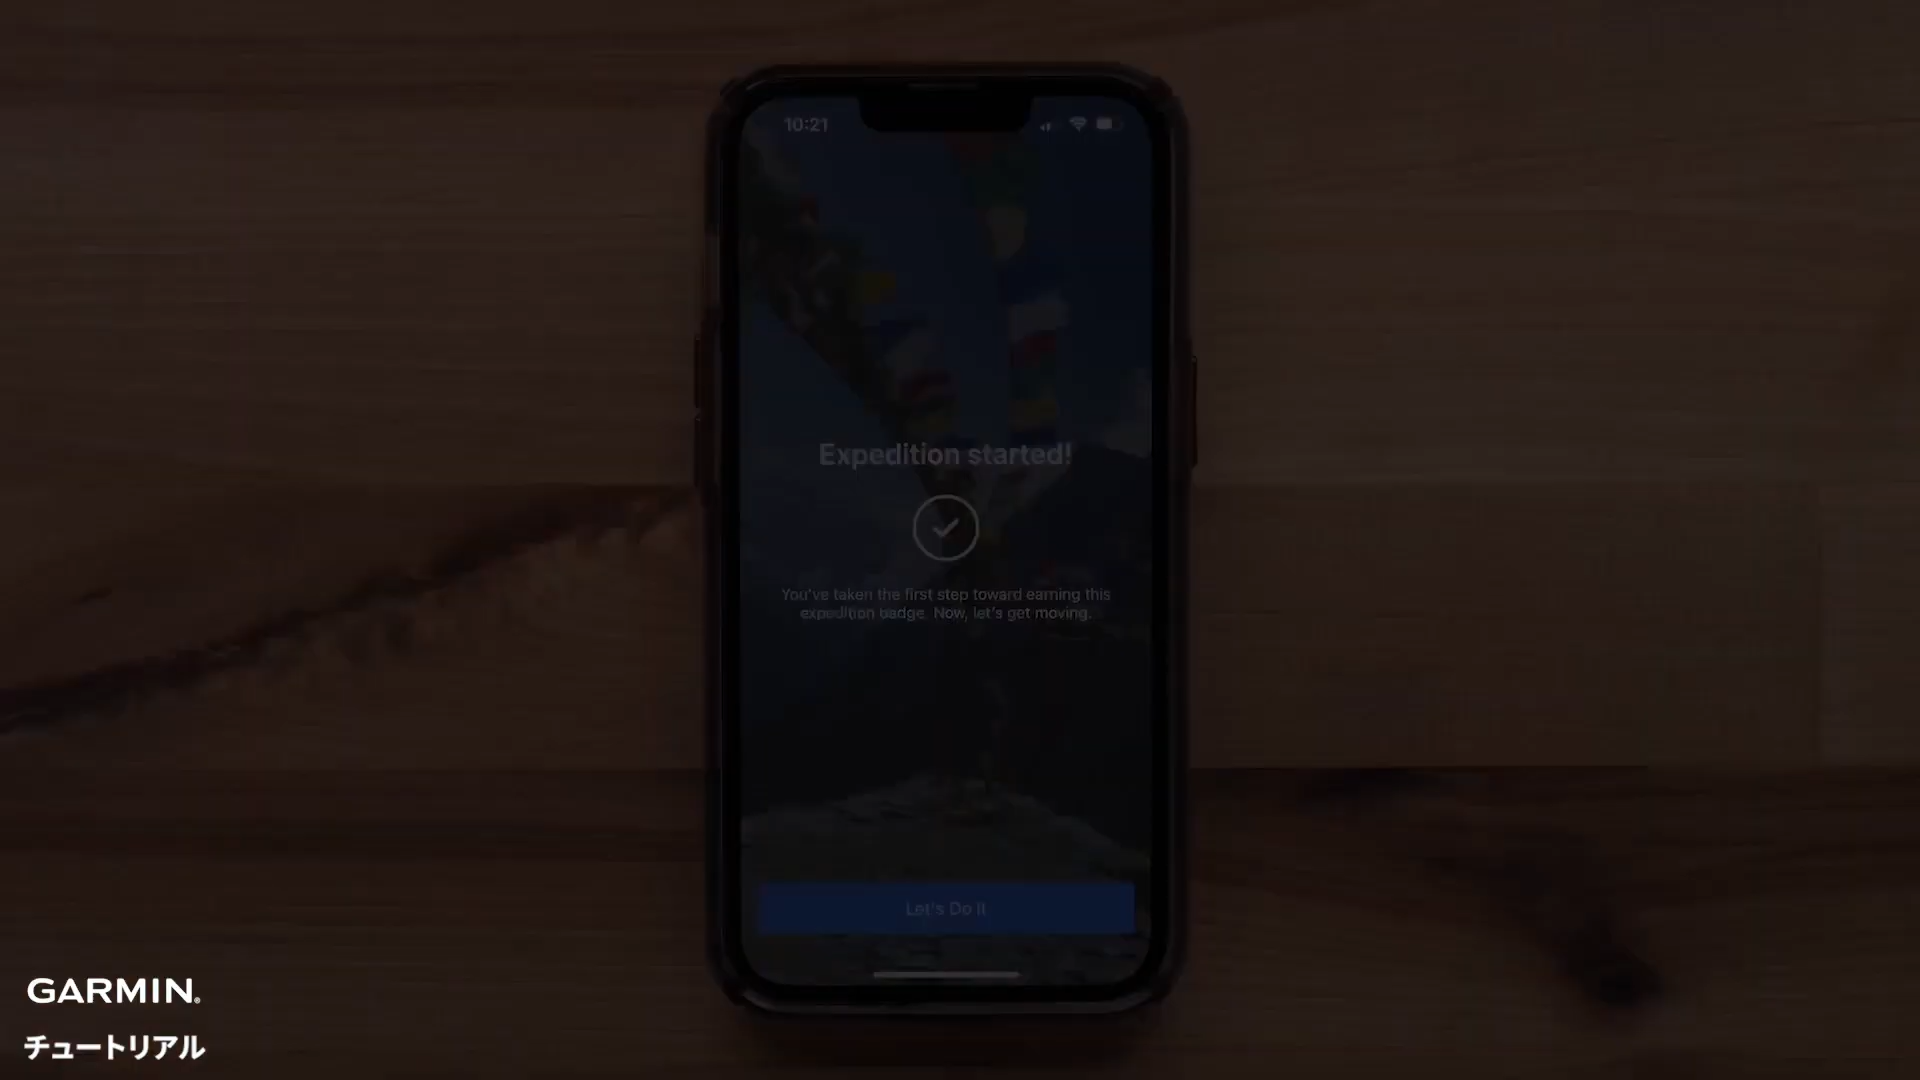 10:21
Expedition started!
You've taken the first step toward earning this
expedition badge. Now, let's get moving.
Let's Do It
GARMIN.
チュートリアル